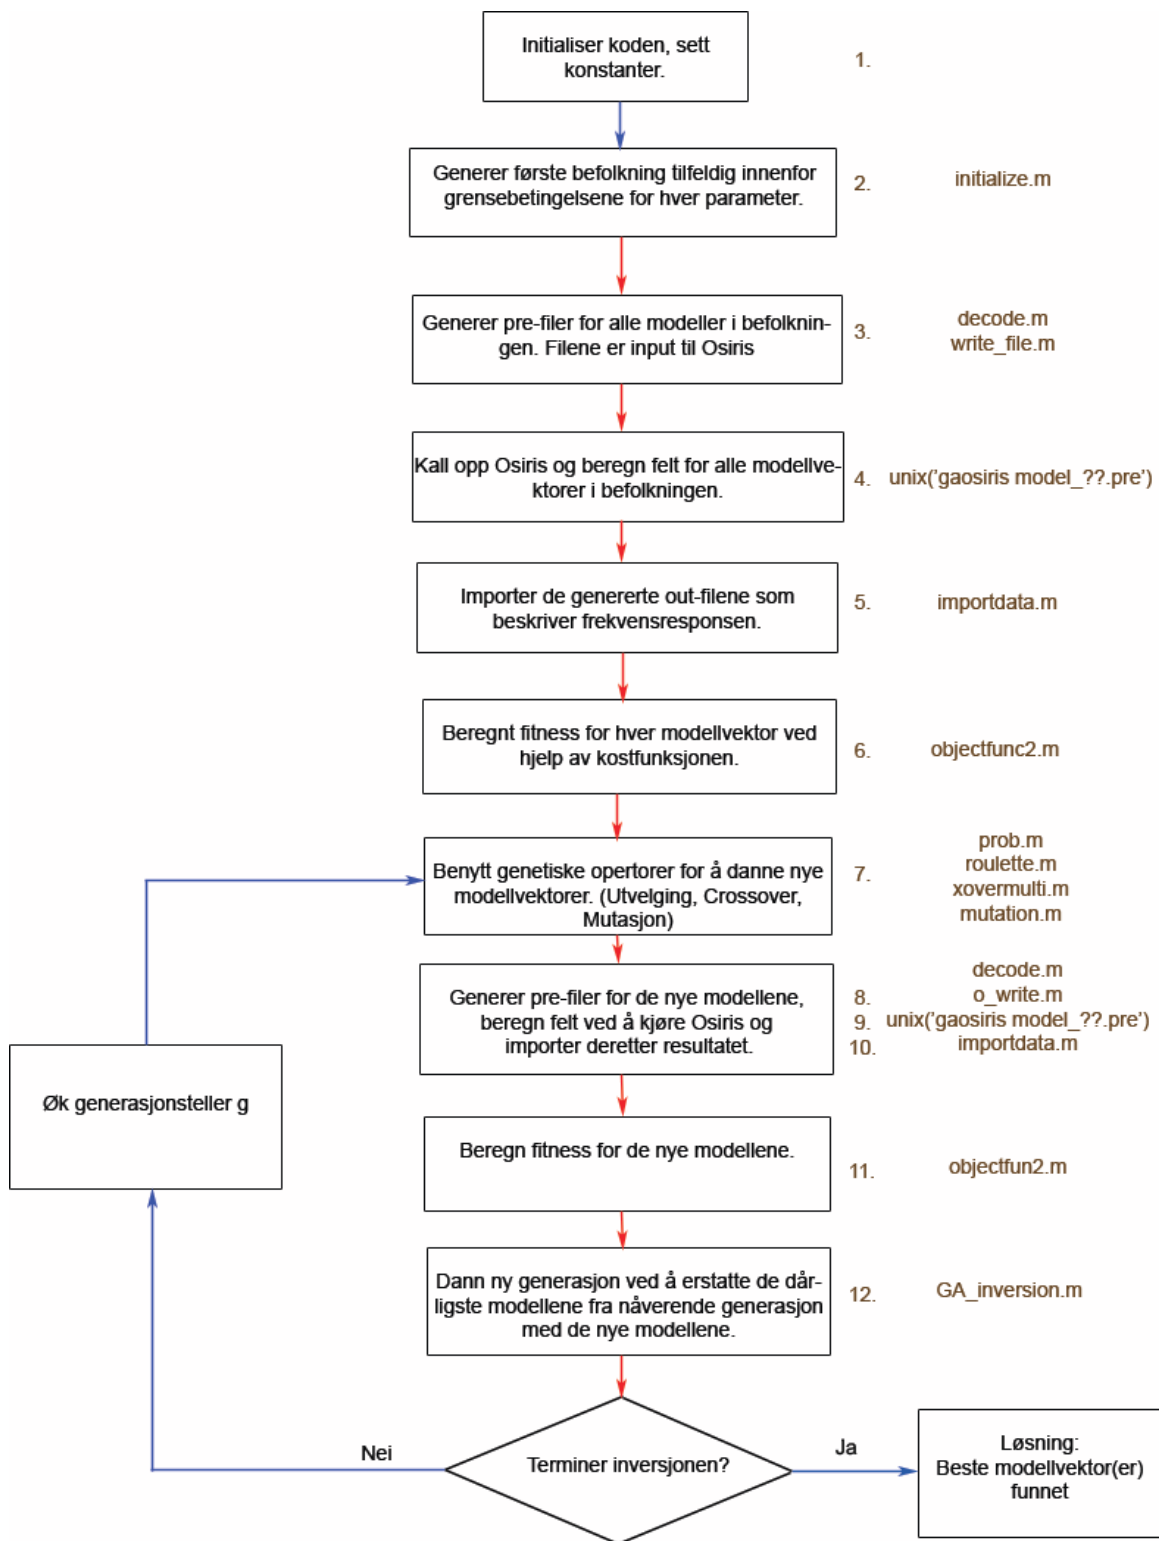 Initialiser koden, sett
konstanter.
1.
Generer første befolkning tilfeldig innenfor
grensebetingelsene for hver parameter.
2.
initialize.m
Generer pre-filer for alle modeller i befolknin-
gen. Filene er input til Osiris
3.
decode.m
write_file.m
Kall opp Osiris og beregn felt for alle modellve-
ktorer i befolkningen.
4.
unix('gaosiris model_??.pre')
Importer de genererte out-filene som
beskriver frekvensresponsen.
5.
importdata.m
Beregnt fitness for hver modellvektor ved
hjelp av kostfunksjonen.
6.
objectfunc2.m
Benytt genetiske opertorer for å danne nye
modellvektorer. (Utvelging, Crossover,
Mutasjon)
7.
prob.m
roulette.m
xovermulti.m
mutation.m
Generer pre-filer for de nye modellene,
beregn felt ved å kjøre Osiris og
importer deretter resultatet.
decode.m
8. o_write.m
9. unix('gaosiris model_??.pre')
10. importdata.m
Øk generasjonsteller g
Beregn fitness for de nye modellene.
11.
objectfun2.m
Dann ny generasjon ved å erstatte de dår-
ligste modellene fra nåverende generasjon
med de nye modellene.
12.
GA_inversion.m
Nei
Terminer inversjonen?
Ja
Løsning:
Beste modellvektor(er)
funnet